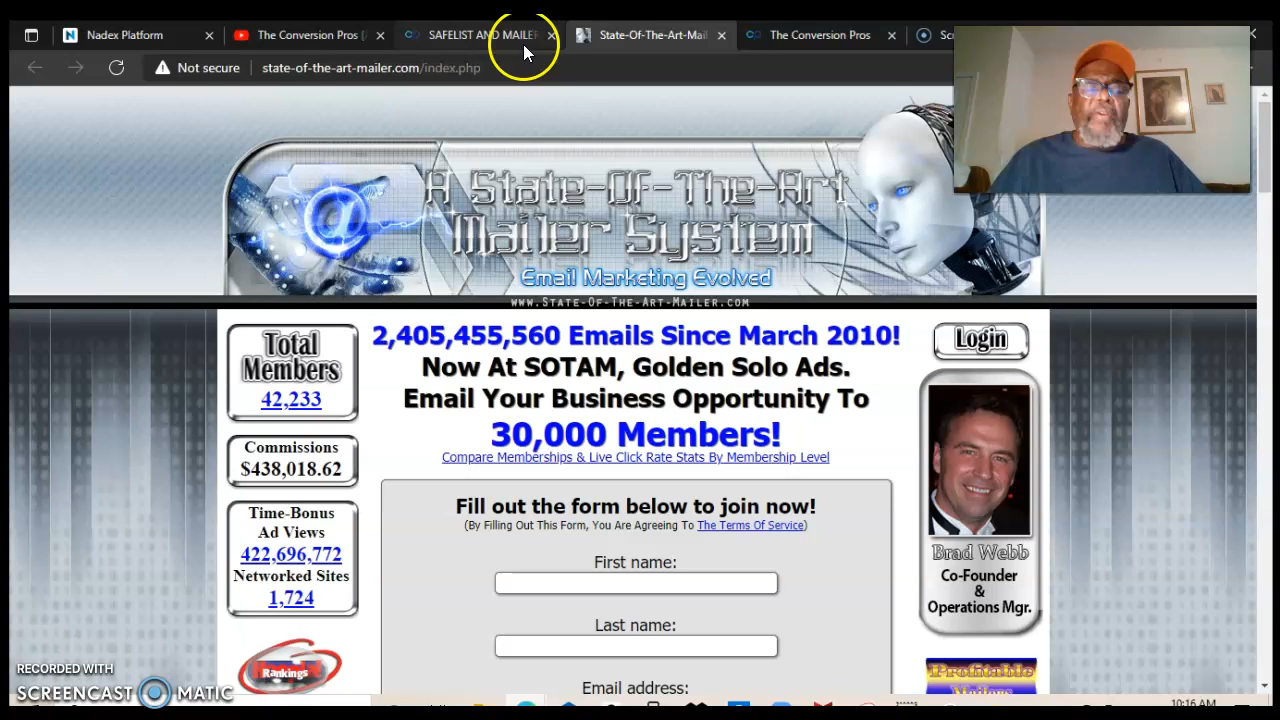 Nadex Platform
The Conversion Pros [
SAFELIST AND MAILER
State-Of-The-Art-Mail
The Conversion Pros
Not secure
state-of-the-art-mailer.com/index.php
A State-Of-The-Art
Mailer System
Email Marketing Evolved
www.State-Of-The-Art-Mailer.com
Total
Members
42,233
Commissions
$438,018.62
Time-Bonus
Ad Views
422,696,772
Networked Sites
1,724
Rankings
2,405,455,560 Emails Since March 2010!
Now At SOTAM, Golden Solo Ads.
Email Your Business Opportunity To
30,000 Members!
Compare Memberships & Live Click Rate Stats By Membership Level
Fill out the form below to join now!
(By Filling Out This Form, You Are Agreeing To The Terms Of Service)
First name:
Last name:
Email address:
Login
Brad Webb
Co-Founder
&
Operations Mgr.
Profitable
Mailers
RECORDED WITH
SCREENCAST MATIC
10:16 AM